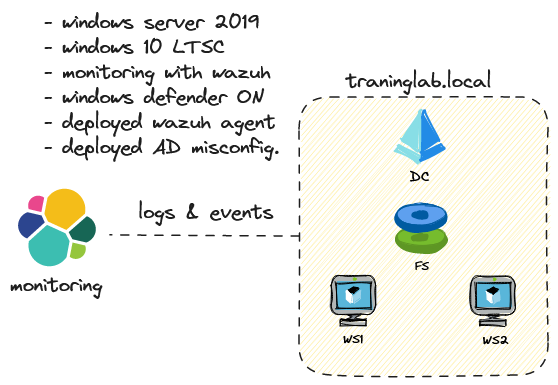 - windows server 2019
- windows 10 LTSC
- monitoring with wazuh
- windows defender ON
- deployed wazuh agent
- deployed AD misconfig.
traninglab.local
DC
logs & events
FS
monitoring
WS1
WS2